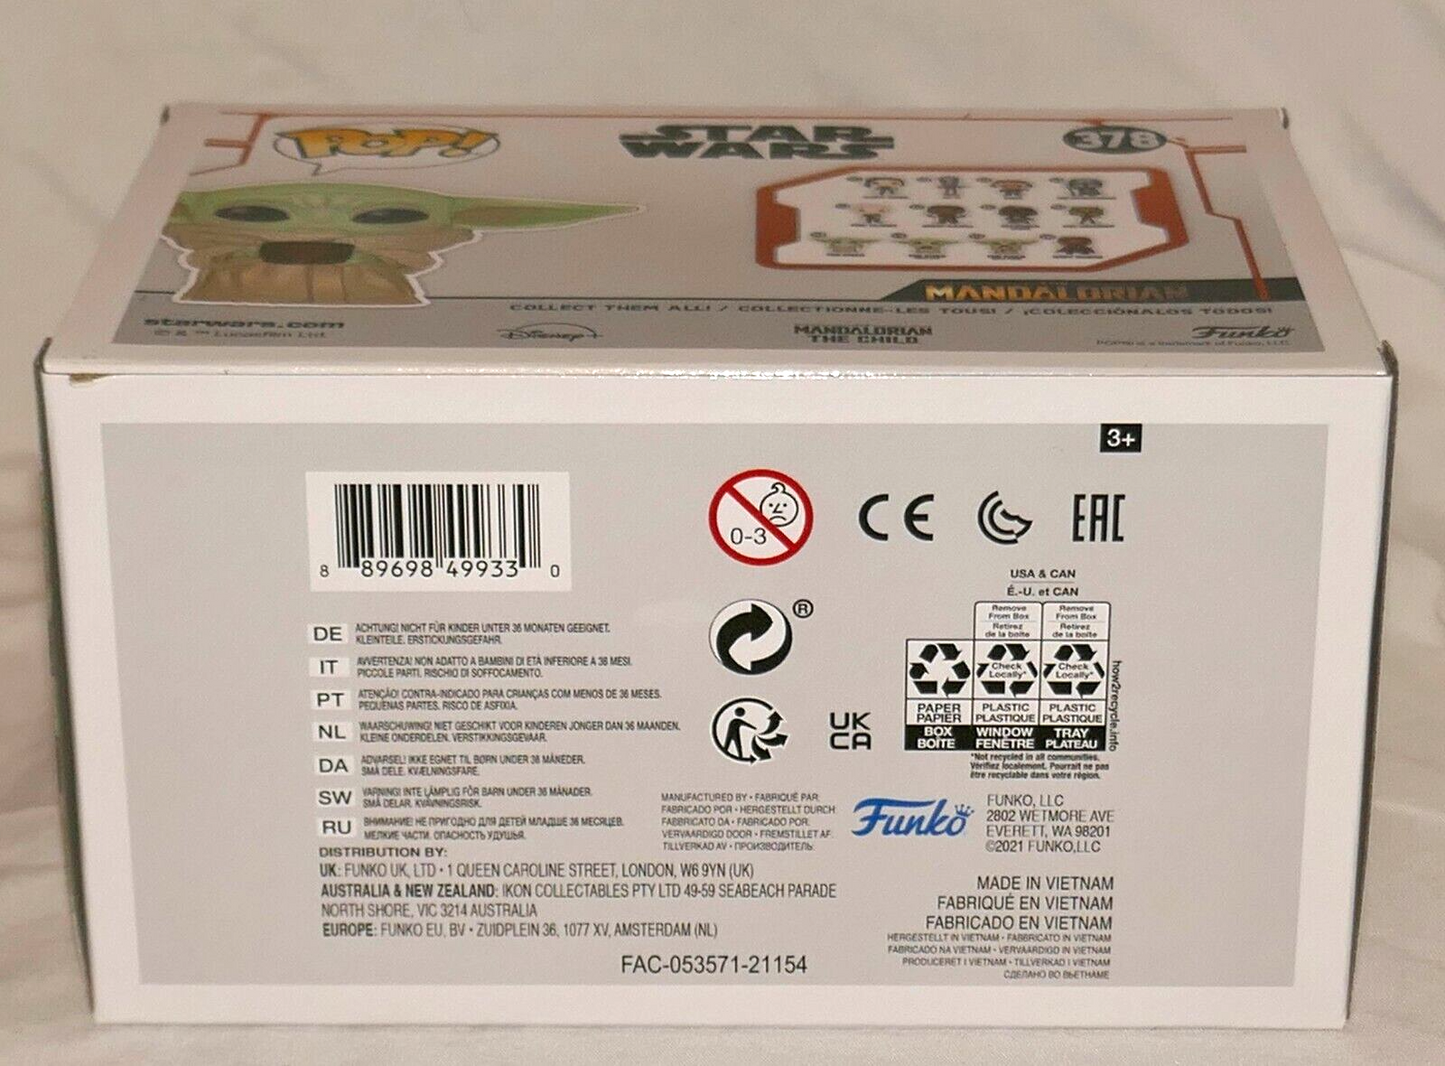 POP!
STAR
WARS
378
MANDALORIAN
COLLECT THEM ALL! / COLLECTIONNE-LES TOUS! / ¡COLECCIÓNALOS TODOS!
starwars.com
© & ™ Lucasfilm Ltd.
Disney+
MANDALORIAN
THE CHILD
Funko
3+
8 89698 49933 0
0-3
CE
EAC
USA & CAN
É.-U. et CAN
Remove
From Box
Retirez
de la boîte
Remove
From Box
Retirez
de la boîte
Check
Locally*
Check
Locally*
PAPER
PAPIER
BOX
BOÎTE
PLASTIC
PLASTIQUE
WINDOW
FENÊTRE
PLASTIC
PLASTIQUE
TRAY
PLATEAU
how2recycle.info
*Not recycled in all communities.
Vérifiez localement. Pourrait ne pas
être recyclable dans votre région.
®
UK
CA
DE ACHTUNG! NICHT FÜR KINDER UNTER 36 MONATEN GEEIGNET.
KLEINTEILE. ERSTICKUNGSGEFAHR.
IT AVVERTENZA! NON ADATTO A BAMBINI DI ETÀ INFERIORE A 36 MESI.
PICCOLE PARTI. RISCHIO DI SOFFOCAMENTO.
PT ATENÇÃO! CONTRA-INDICADO PARA CRIANÇAS COM MENOS DE 36 MESES.
PEQUENAS PARTES. RISCO DE ASFIXIA.
NL WAARSCHUWING! NIET GESCHIKT VOOR KINDEREN JONGER DAN 36 MAANDEN.
KLEINE ONDERDELEN. VERSTIKKINGSGEVAAR.
DA ADVARSEL! IKKE EGNET TIL BØRN UNDER 36 MÅNEDER.
SMÅ DELE. KVÆLNINGSFARE.
SW VARNING! INTE LÄMPLIG FÖR BARN UNDER 36 MÅNADER.
SMÅ DELAR. KVÄVNINGSRISK.
RU ВНИМАНИЕ! НЕ ПРИГОДНО ДЛЯ ДЕТЕЙ МЛАДШЕ 36 МЕСЯЦЕВ.
МЕЛКИЕ ЧАСТИ. ОПАСНОСТЬ УДУШЬЯ.
MANUFACTURED BY • FABRIQUÉ PAR
FABRICADO POR • HERGESTELLT DURCH
FABBRICATO DA • FABRICADO POR:
VERVAARDIGD DOOR • FREMSTILLET AF
TILLVERKAD AV • ПРОИЗВОДИТЕЛЬ:
Funko
FUNKO, LLC
2802 WETMORE AVE
EVERETT, WA 98201
©2021 FUNKO,LLC
DISTRIBUTION BY:
UK: FUNKO UK, LTD • 1 QUEEN CAROLINE STREET, LONDON, W6 9YN (UK)
AUSTRALIA & NEW ZEALAND: IKON COLLECTABLES PTY LTD 49-59 SEABEACH PARADE
NORTH SHORE, VIC 3214 AUSTRALIA
EUROPE: FUNKO EU, BV • ZUIDPLEIN 36, 1077 XV, AMSTERDAM (NL)
MADE IN VIETNAM
FABRIQUÉ EN VIETNAM
FABRICADO EN VIETNAM
HERGESTELLT IN VIETNAM • FABBRICATO IN VIETNAM
FABRICADO NA VIETNAM • VERVAARDIGD IN VIETNAM
PRODUCERET I VIETNAM • TILLVERKAD I VIETNAM
СДЕЛАНО ВО ВЬЕТНАМЕ
FAC-053571-21154